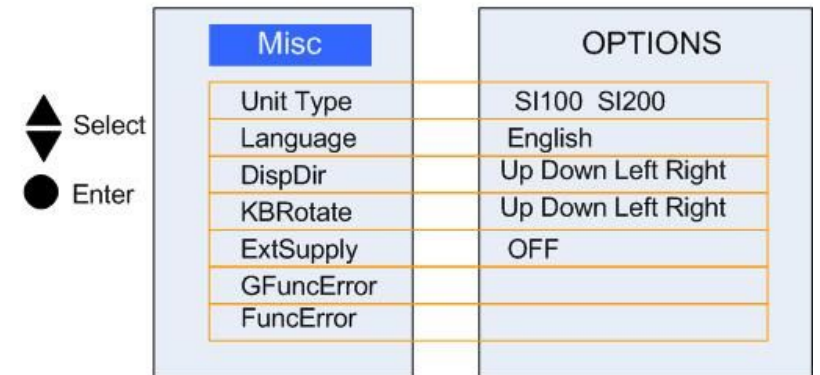 Misc
OPTIONS
Select
Enter
Unit Type SI100 SI200
Language English
DispDir Up Down Left Right
KBRotate Up Down Left Right
ExtSupply OFF
GFuncError
FuncError